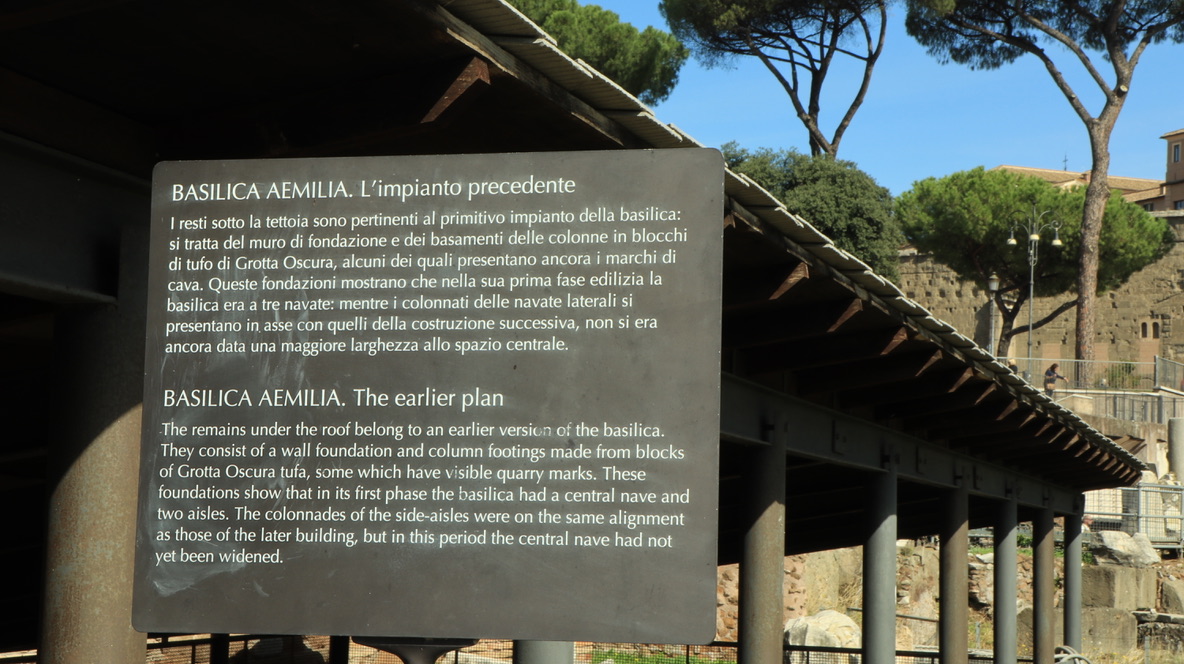 BASILICA AEMILIA. L'impianto precedente
I resti sotto la tettoia sono pertinenti al primitivo impianto della basilica:
si tratta del muro di fondazione e dei basamenti delle colonne in blocchi
di tufo di Grotta Oscura, alcuni dei quali presentano ancora i marchi di
cava. Queste fondazioni mostrano che nella sua prima fase edilizia la
basilica era a tre navate: mentre i colonnati delle navate laterali si
presentano in asse con quelli della costruzione successiva, non si era
ancora data una maggiore larghezza allo spazio centrale.
BASILICA AEMILIA. The earlier plan
The remains under the roof belong to an earlier version of the basilica.
They consist of a wall foundation and column footings made from blocks
of Grotta Oscura tufa, some which have visible quarry marks. These
foundations show that in its first phase the basilica had a central nave and
two aisles. The colonnades of the side-aisles were on the same alignment
as those of the later building, but in this period the central nave had not
yet been widened.